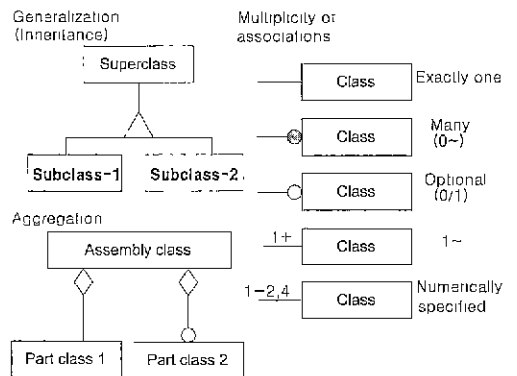 Generalization
(Inheritance)
Superclass
Subclass-1
Subclass-2
Aggregation
Assembly class
Part class 1
Part class 2
Multiplicity of
associations
Class
Exactly one
Class
Many
(0~)
Class
Optional
(0/1)
1+
Class
1~
1-2,4
Class
Numerically
specified